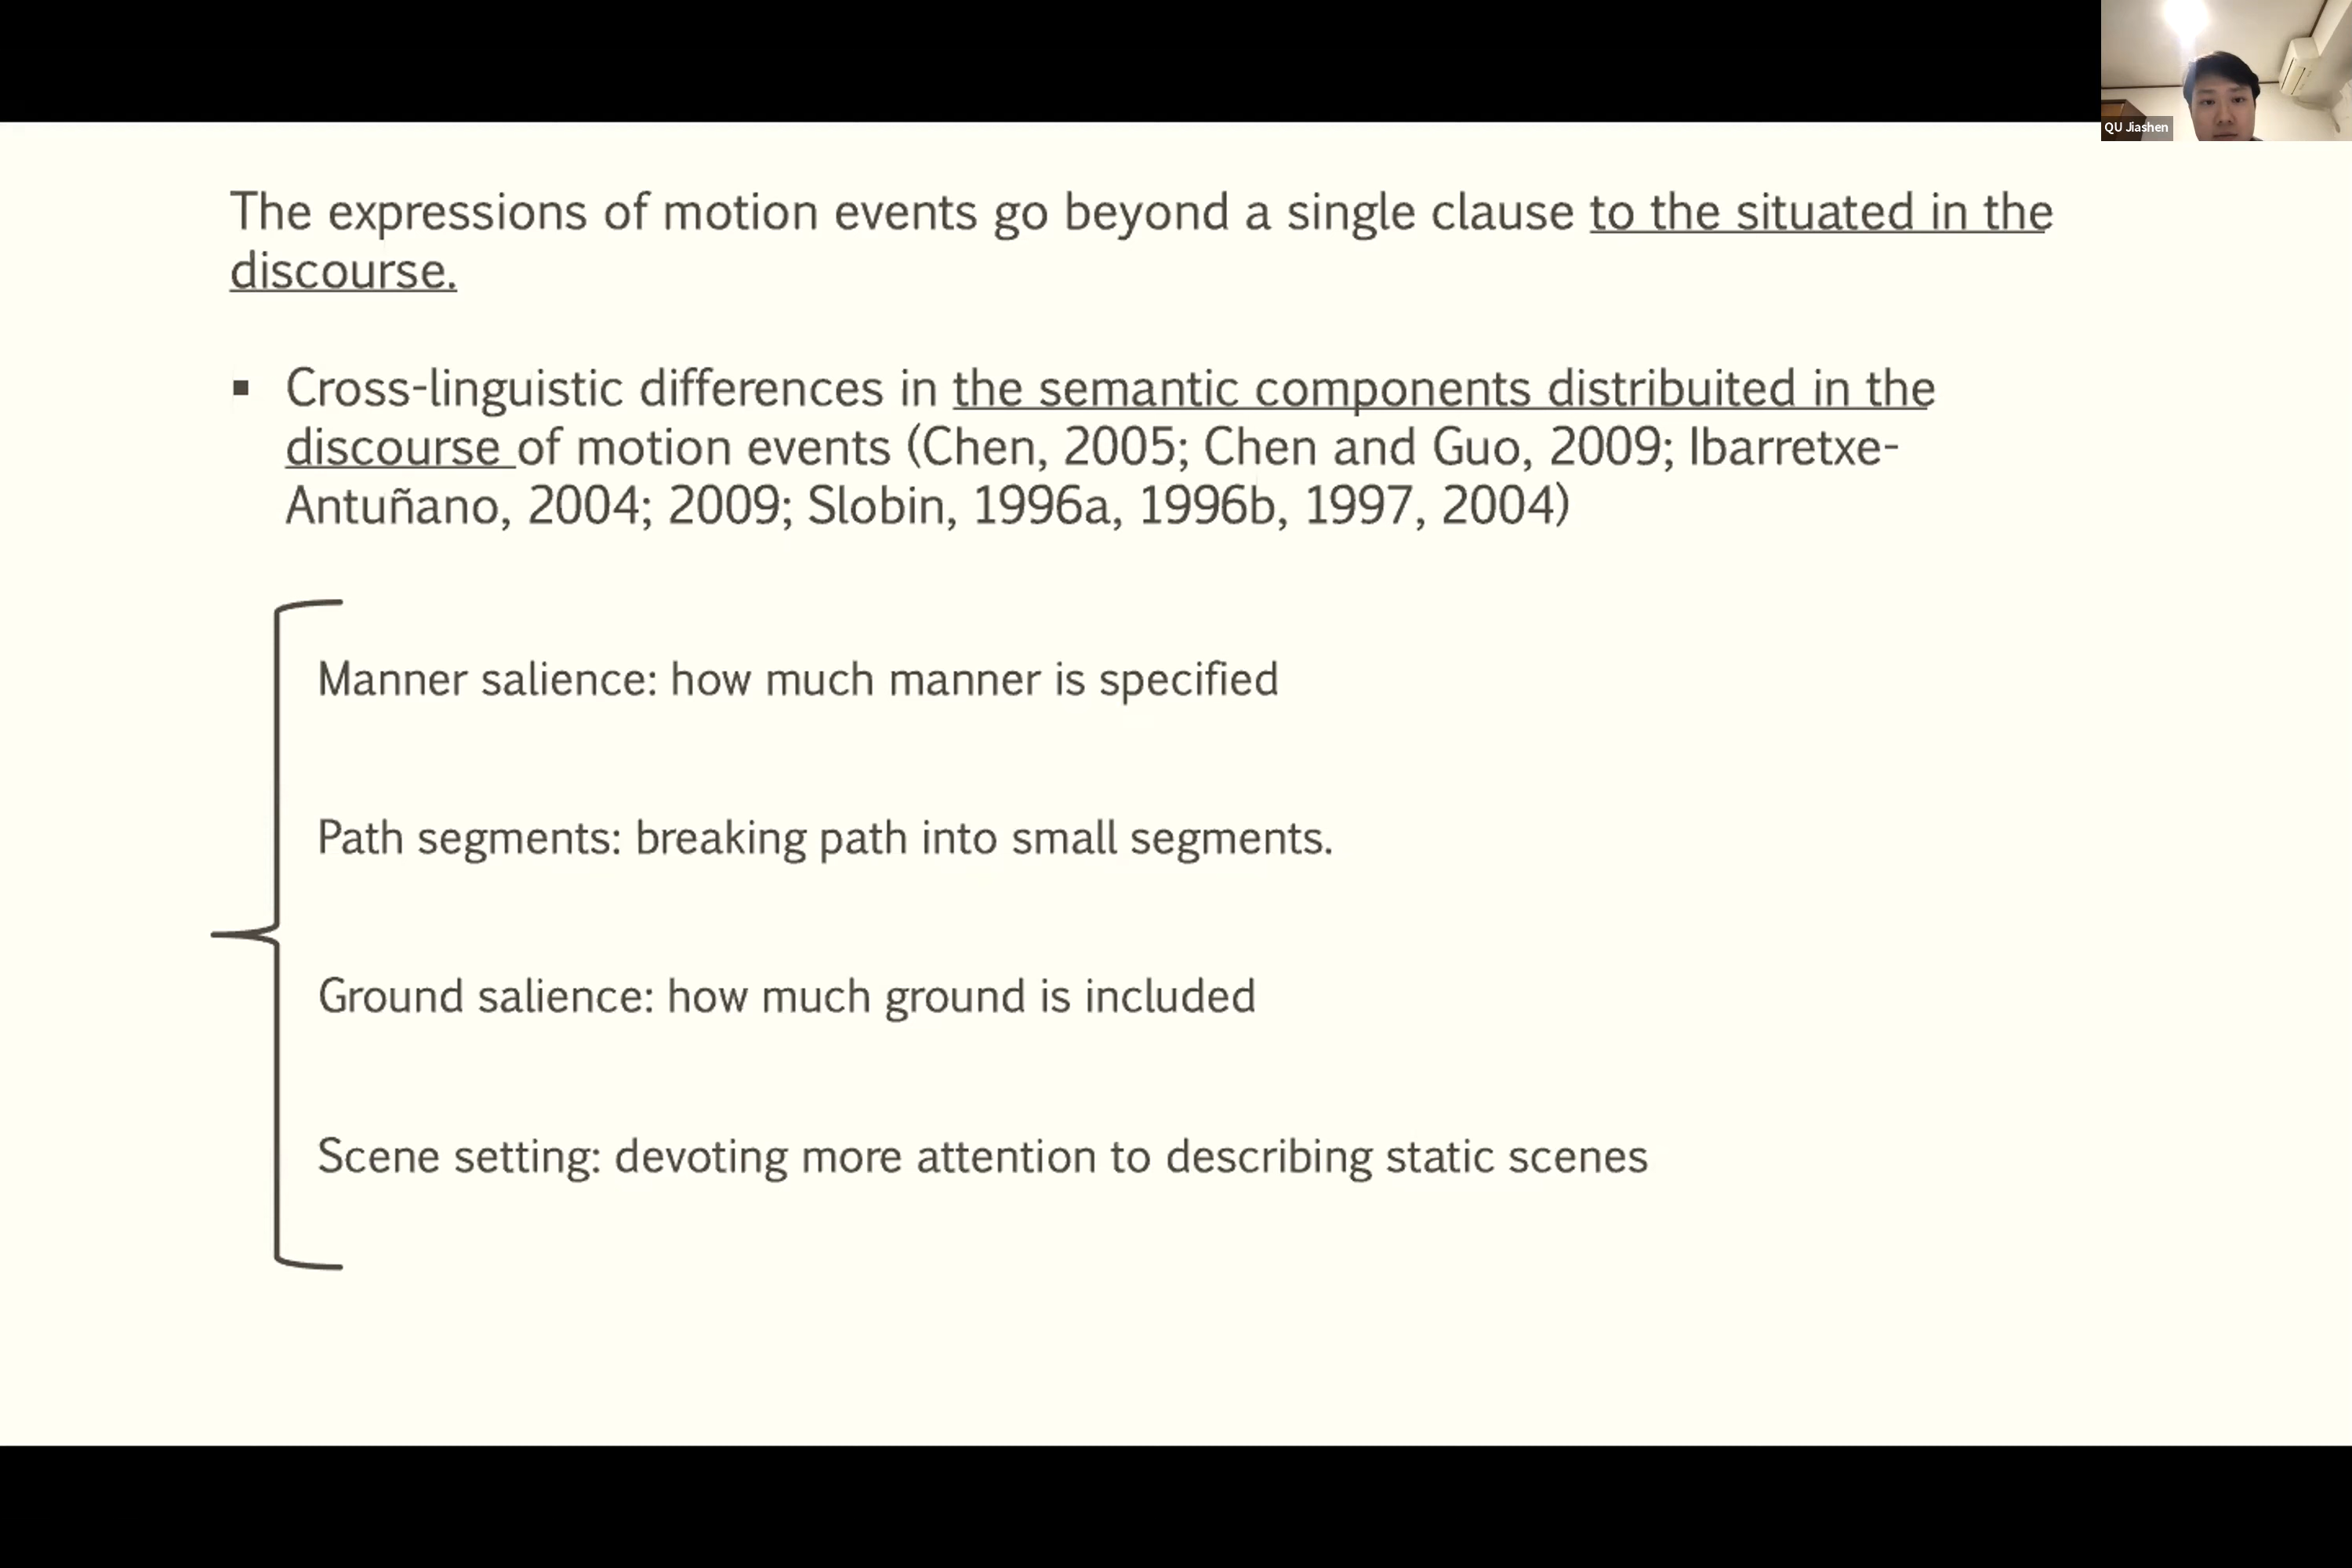 QU Jiashen
The expressions of motion events go beyond a single clause to the situated in the
discourse.
▪ Cross-linguistic differences in the semantic components distribuited in the
discourse of motion events (Chen, 2005; Chen and Guo, 2009; Ibarretxe-
Antuñano, 2004; 2009; Slobin, 1996a, 1996b, 1997, 2004)
Manner salience: how much manner is specified
Path segments: breaking path into small segments.
Ground salience: how much ground is included
Scene setting: devoting more attention to describing static scenes